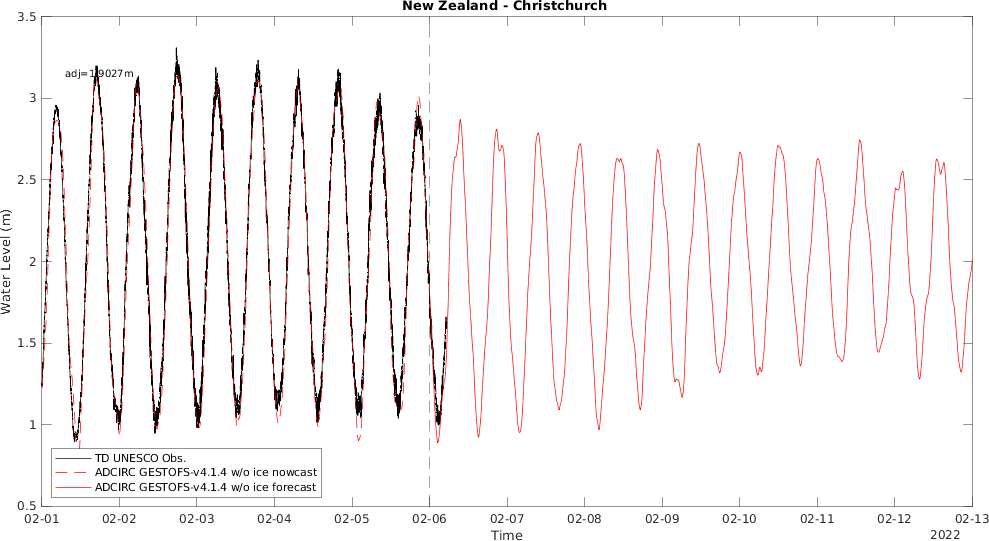 New Zealand - Christchurch
3.5
3
2.5
2
1.5
1
0.5
Water Level (m)
adj=1.9027m
TD UNESCO Obs.
ADCIRC GESTOFS-v4.1.4 w/o ice nowcast
ADCIRC GESTOFS-v4.1.4 w/o ice forecast
02-01 02-02 02-03 02-04 02-05 02-06 02-07 02-08 02-09 02-10 02-11 02-12 02-13
Time
2022